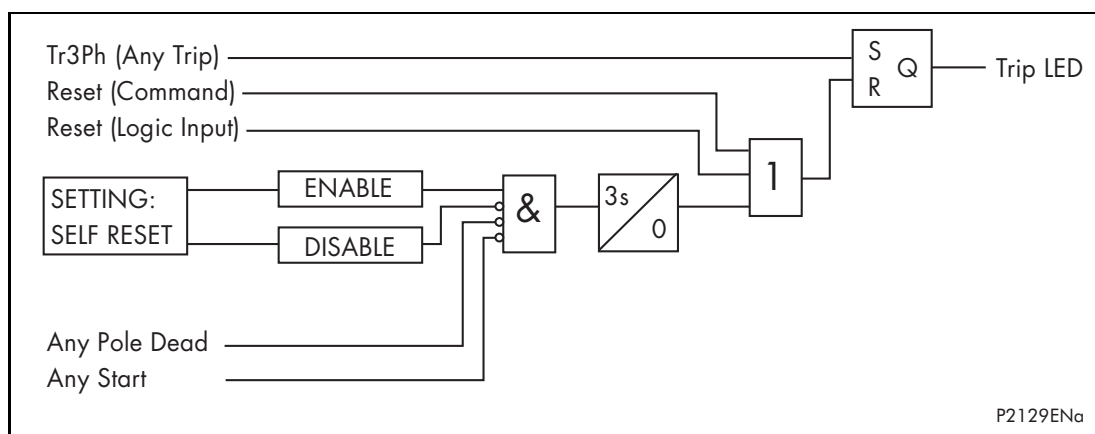 Tr3Ph (Any Trip)
Reset (Command)
Reset (Logic Input)
S
R
Q
Trip LED
1
SETTING:
SELF RESET
ENABLE
DISABLE
&
3s
0
Any Pole Dead
Any Start
P2129ENa